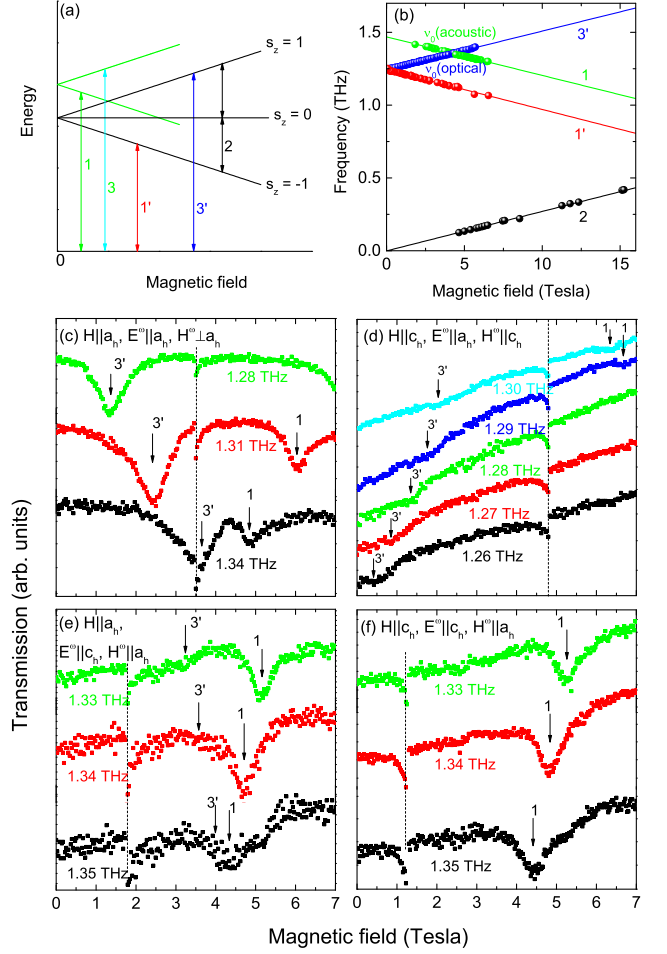 (a)
s_z = 1
s_z = 0
s_z = -1
Energy
1
3
1'
3'
2
0
Magnetic field
(b)
ν₀(acoustic)
ν₀(optical)
3'
1
1'
2
Frequency (THz)
1.5
1.0
0.5
0.0
0 5 10 15
Magnetic field (Tesla)
(c) H||a_h, E^ω||a_h, H^ω⊥a_h
3'
1.28 THz
3'
1
1.31 THz
3'
1
1.34 THz
(d) H||c_h, E^ω||a_h, H^ω||c_h
1 1
3'
1.30 THz
3'
1.29 THz
3'
1.28 THz
3'
1.27 THz
3'
1.26 THz
Transmission (arb. units)
(e) H||a_h,
E^ω||c_h, H^ω||a_h
3'
1
1.33 THz
3'
1
1.34 THz
3' 1
1.35 THz
0 1 2 3 4 5 6 7
(f) H||c_h, E^ω||c_h, H^ω||a_h
1
1.33 THz
1
1.34 THz
1
1.35 THz
0 1 2 3 4 5 6 7
Magnetic field (Tesla)